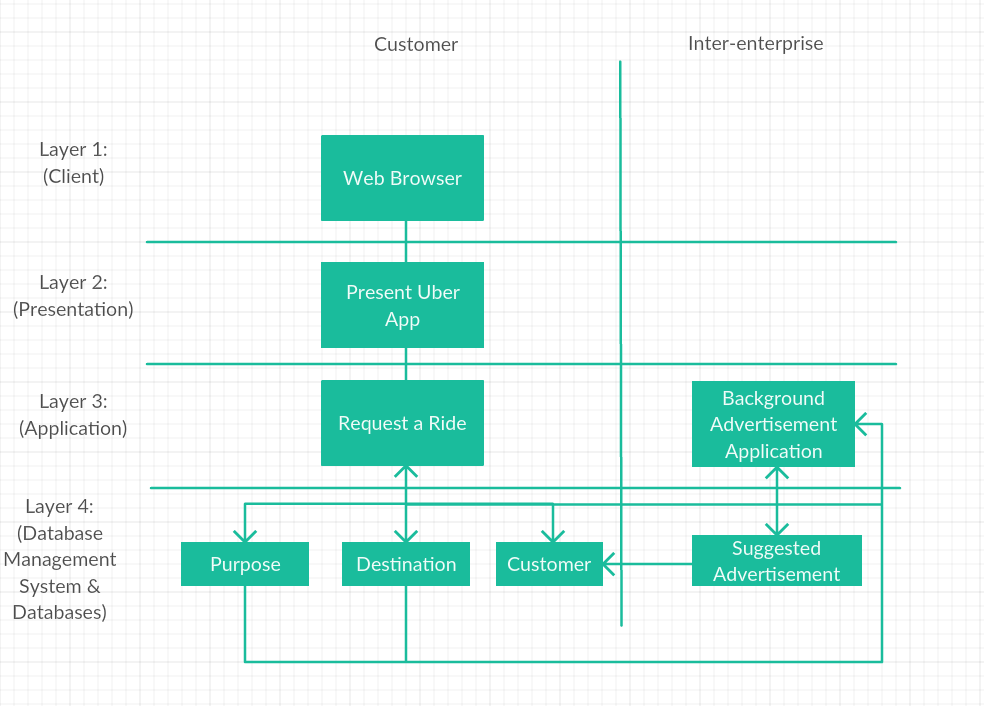 Customer
Inter-enterprise
Layer 1:
(Client)
Web Browser
Layer 2:
(Presentation)
Present Uber
App
Layer 3:
(Application)
Request a Ride
Background
Advertisement
Application
Layer 4:
(Database
Management
System &
Databases)
Purpose
Destination
Customer
Suggested
Advertisement